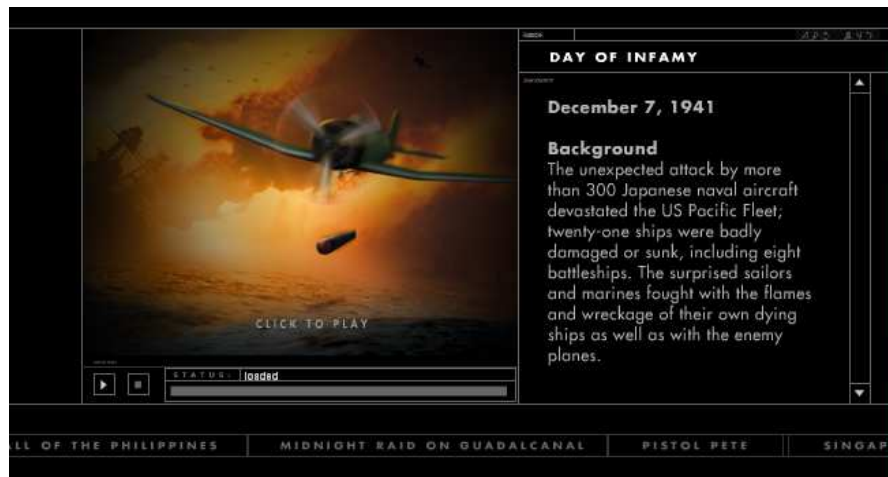 DAY OF INFAMY
December 7, 1941
Background
The unexpected attack by more
than 300 Japanese naval aircraft
devastated the US Pacific Fleet;
twenty-one ships were badly
damaged or sunk, including eight
battleships. The surprised sailors
and marines fought with the flames
and wreckage of their own dying
ships as well as with the enemy
planes.
CLICK TO PLAY
STATUS: loaded
LL OF THE PHILIPPINES
MIDNIGHT RAID ON GUADALCANAL
PISTOL PETE
SINGAP